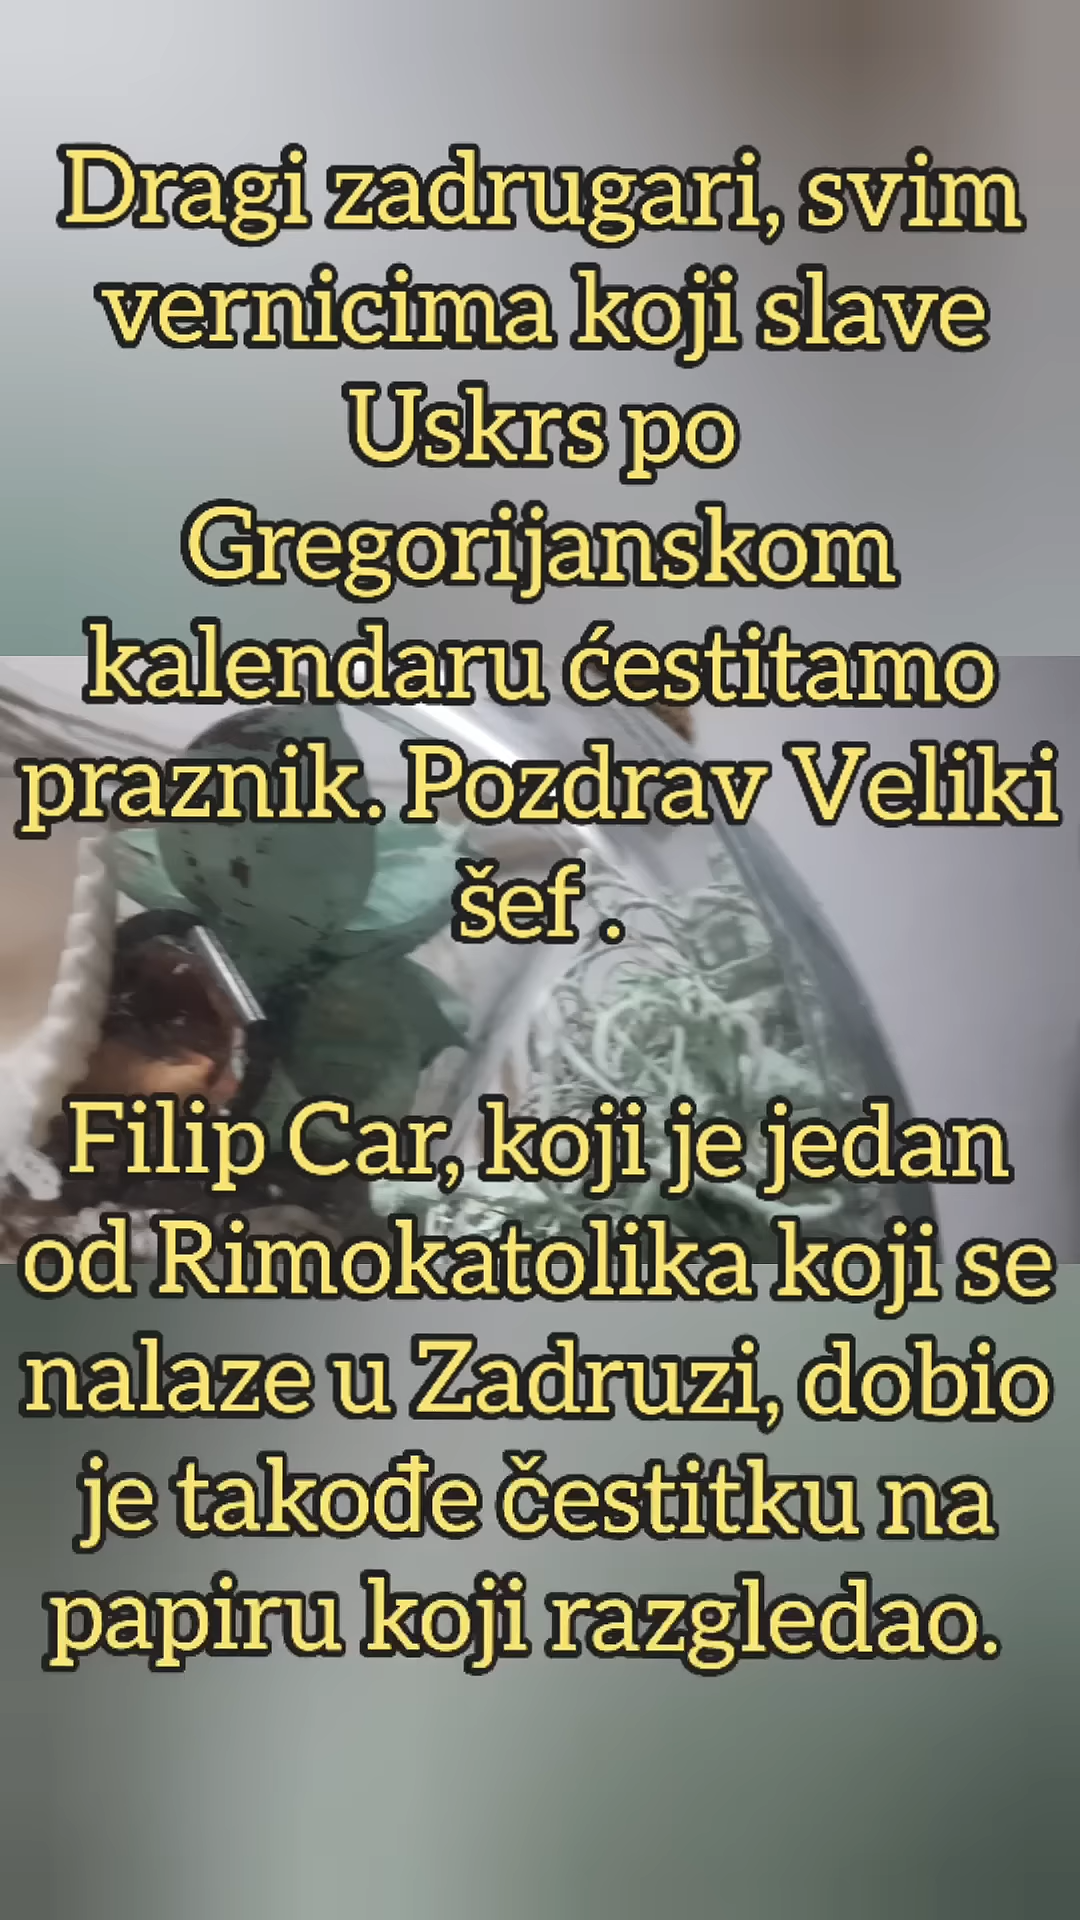 Dragi zadrugari, svim
vernicima koji slave
Uskrs po
Gregorijanskom
kalendaru ćestitamo
praznik. Pozdrav Veliki
šef .
Filip Car, koji je jedan
od Rimokatolika koji se
nalaze u Zadruzi, dobio
je takođe čestitku na
papiru koji razgledao.